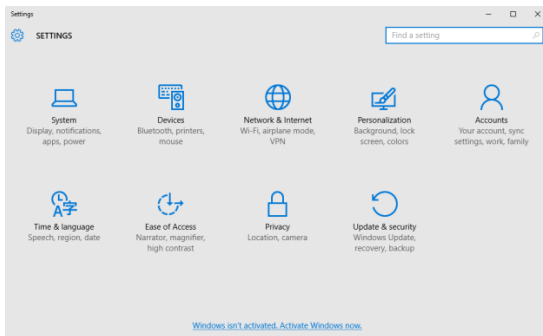 Settings
SETTINGS
Find a setting
System
Display, notifications,
apps, power
Devices
Bluetooth, printers,
mouse
Network & Internet
Wi-Fi, airplane mode,
VPN
Personalization
Background, lock
screen, colors
Accounts
Your account, sync
settings, work, family
Time & language
Speech, region, date
Ease of Access
Narrator, magnifier,
high contrast
Privacy
Location, camera
Update & security
Windows Update,
recovery, backup
Windows isn't activated. Activate Windows now.